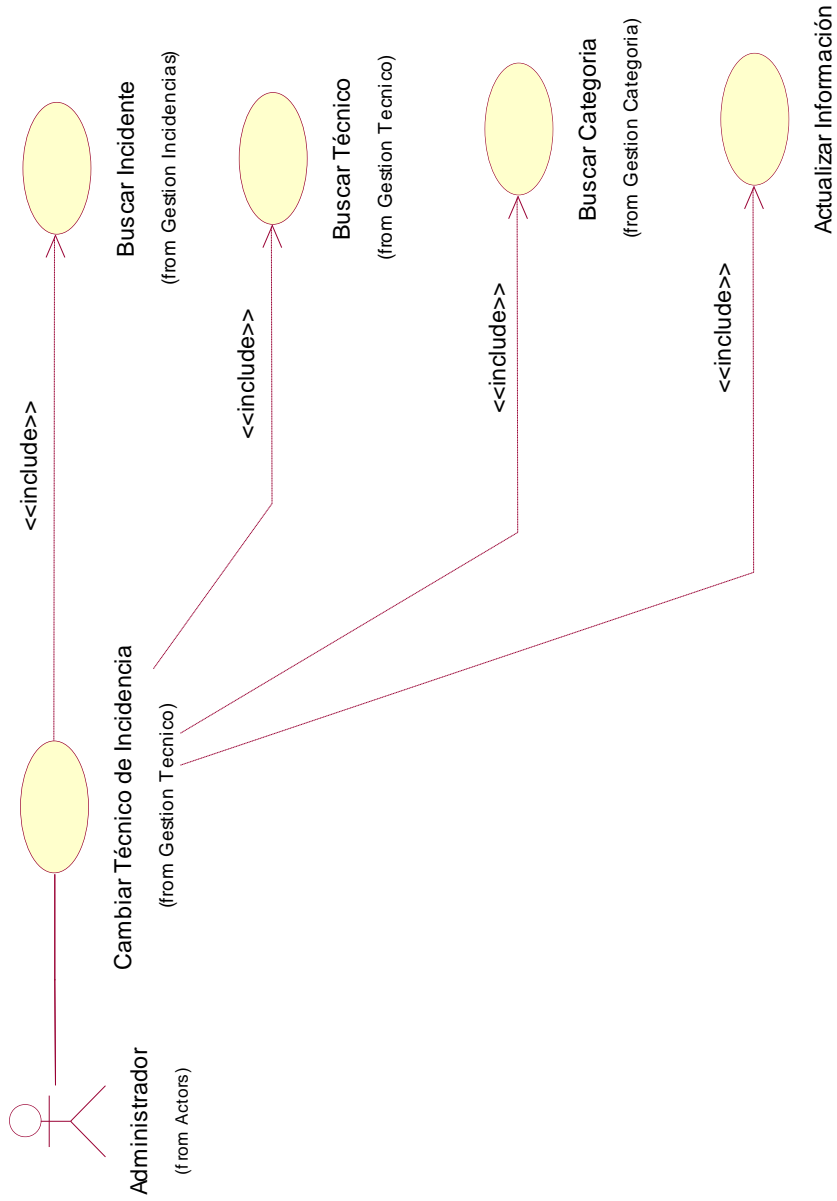 Administrador
(from Actors)
Cambiar Técnico de Incidencia
(from Gestion Tecnico)
<<include>>
Buscar Incidente
(from Gestion Incidencias)
<<include>>
Buscar Técnico
(from Gestion Tecnico)
<<include>>
Buscar Categoria
(from Gestion Categoria)
<<include>>
Actualizar Información